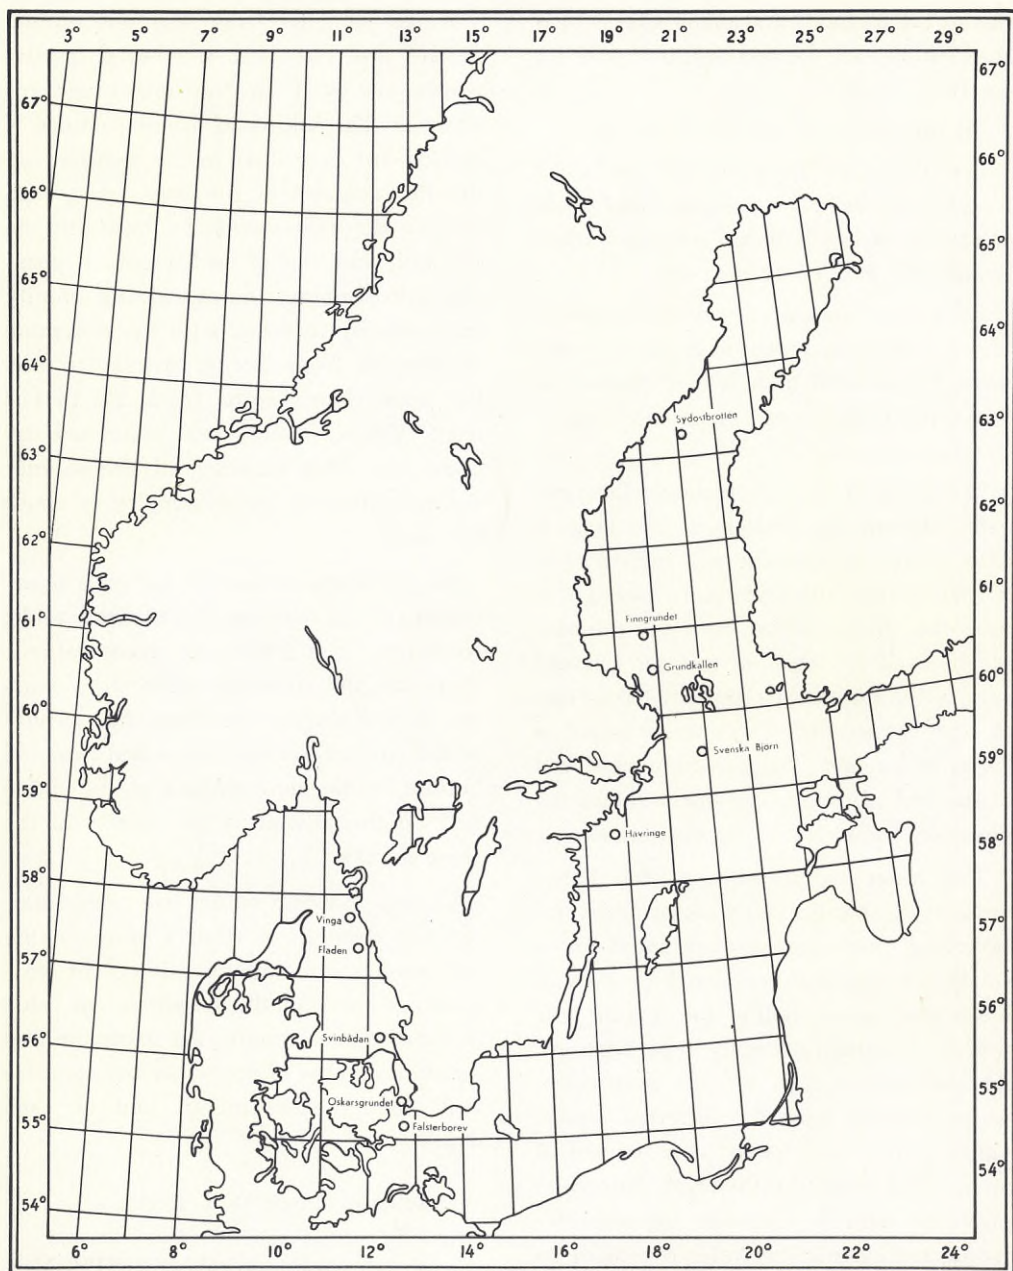 3° 5° 7° 9° 11° 13° 15° 17° 19° 21° 23° 25° 27° 29°
67° 67°
66° 66°
65° 65°
64° 64°
Sydostbrotten
63° 63°
62° 62°
61° 61°
Finngrundet
Grundkallen
60° 60°
Svenska Björn
59° 59°
Hävringe
58° 58°
Vinga
Fladen
57° 57°
56° 56°
Svinbådan
55° 55°
Oskarsgrundet
Falsterborev
54° 54°
6° 8° 10° 12° 14° 16° 18° 20° 22° 24°